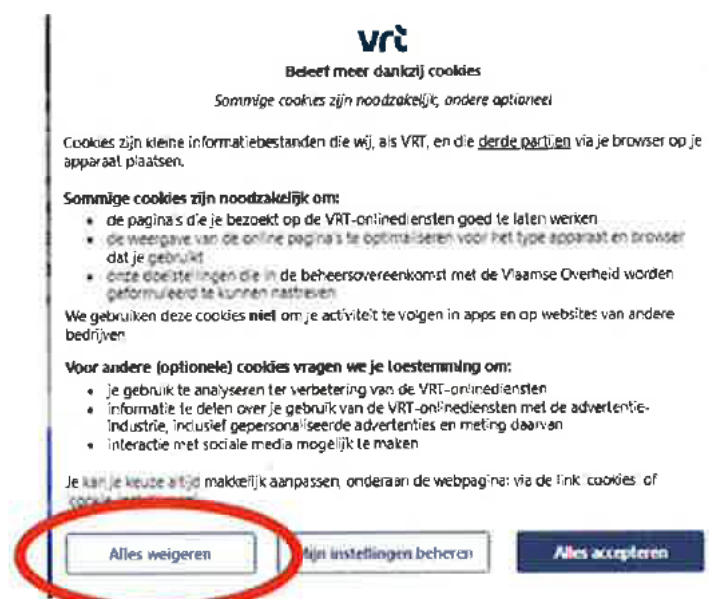 vrt
Beleef meer dankzij cookies
Sommige cookies zijn noodzakelijk, andere optioneel
Cookies zijn kleine informatiebestanden die wij, als VRT, en die derde partijen via je browser op je
apparaat plaatsen.
Sommige cookies zijn noodzakelijk om:
• de pagina's die je bezoekt op de VRT-onlinediensten goed te laten werken
• de weergave van de online pagina's te optimaliseren voor het type apparaat en browser
dat je gebruikt
• onze doelstellingen die in de beheersovereenkomst met de Vlaamse Overheid worden
geformuleerd te kunnen nastreven
We gebruiken deze cookies niet om je activiteit te volgen in apps en op websites van andere
bedrijven
Voor andere (optionele) cookies vragen we je toestemming om:
• je gebruik te analyseren ter verbetering van de VRT-onlinediensten
• informatie te delen over je gebruik van de VRT-onlinediensten met de advertentie-
industrie, inclusief gepersonaliseerde advertenties en meting daarvan
• interactie met sociale media mogelijk te maken
Je kan je keuze altijd makkelijk aanpassen, onderaan de webpagina: via de link 'cookies' of
Alles weigeren
Mijn instellingen beheren
Alles accepteren